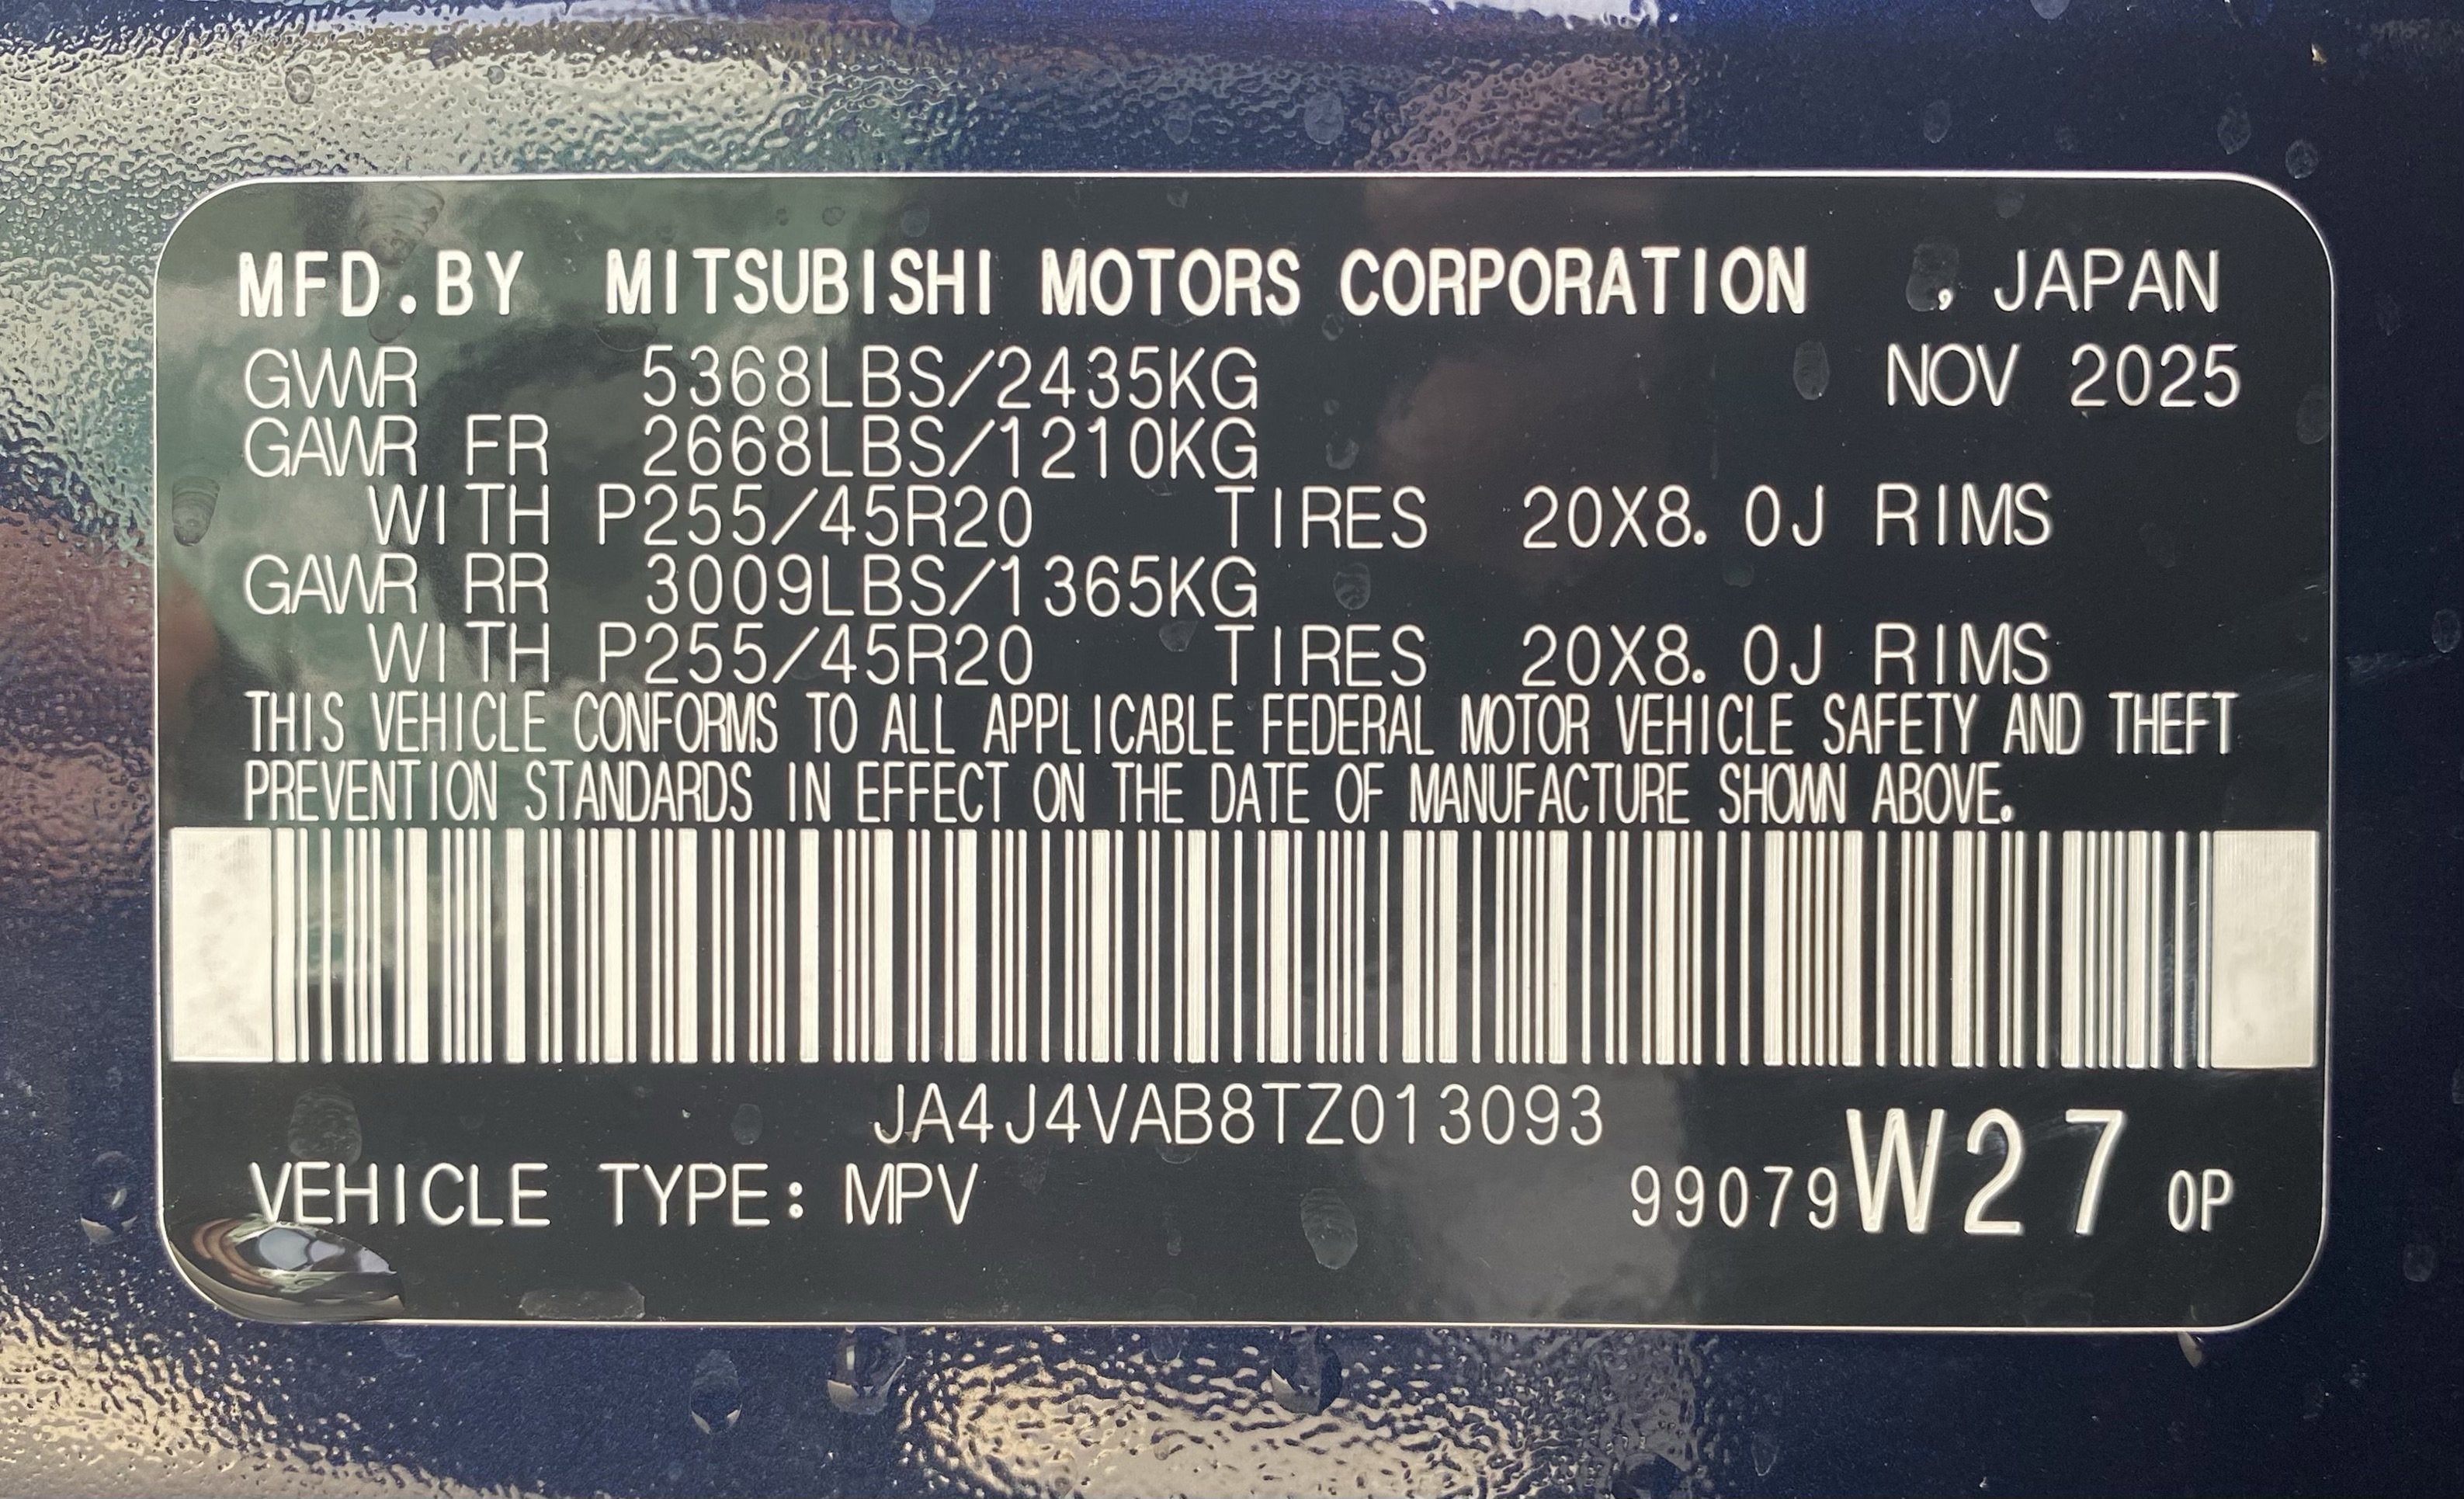 MFD.BY MITSUBISHI MOTORS CORPORATION , JAPAN
GVWR 5368LBS/2435KG NOV 2025
GAWR FR 2668LBS/1210KG
WITH P255/45R20 TIRES 20X8.0J RIMS
GAWR RR 3009LBS/1365KG
WITH P255/45R20 TIRES 20X8.0J RIMS
THIS VEHICLE CONFORMS TO ALL APPLICABLE FEDERAL MOTOR VEHICLE SAFETY AND THEFT
PREVENTION STANDARDS IN EFFECT ON THE DATE OF MANUFACTURE SHOWN ABOVE.
JA4J4VAB8TZ013093
VEHICLE TYPE: MPV 99079W27 0P